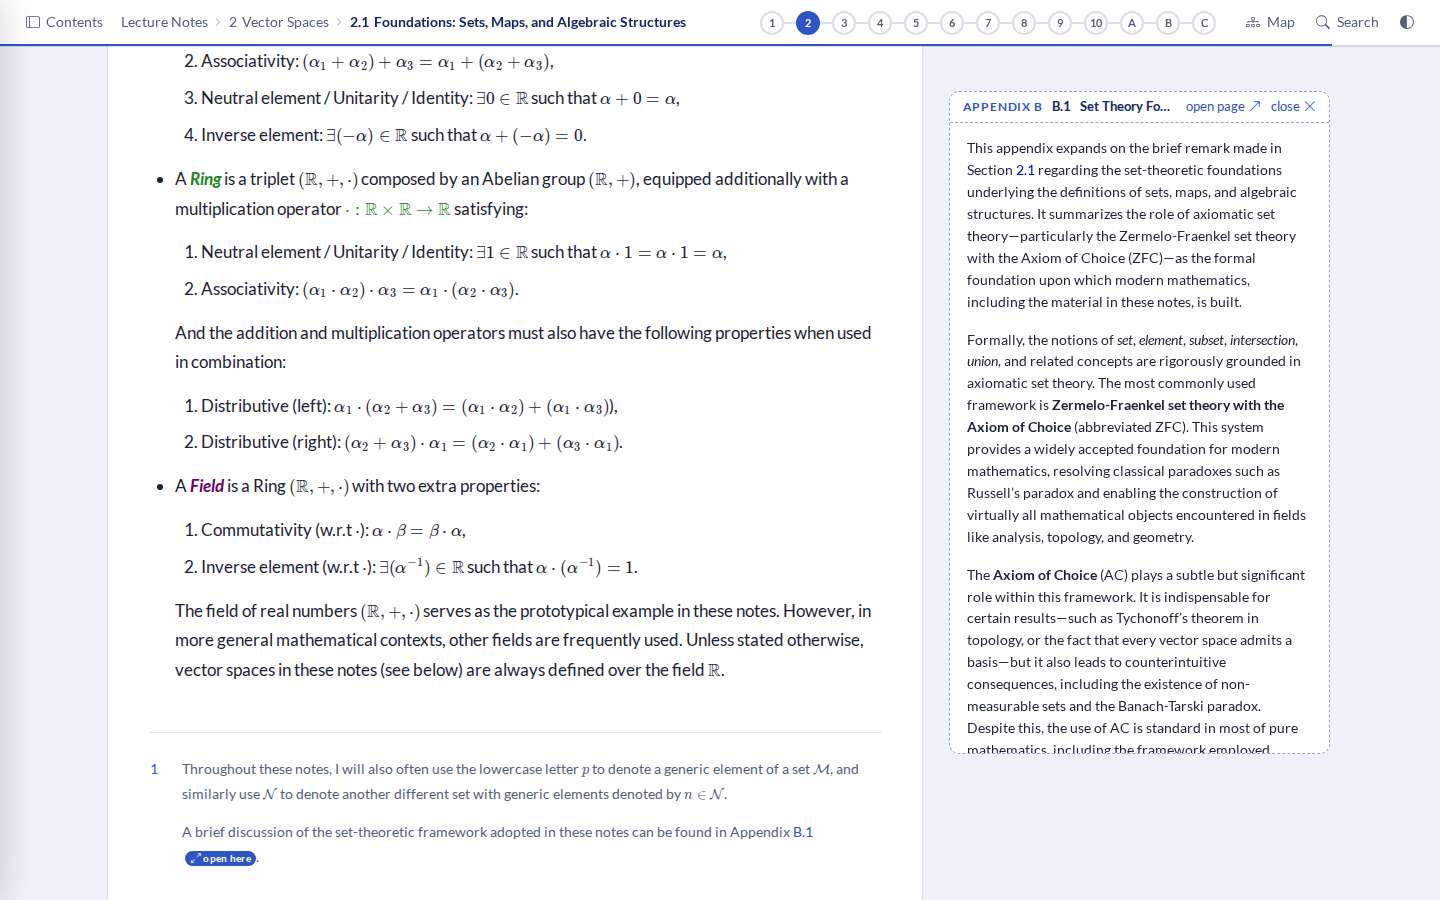 Contents Lecture Notes › 2 Vector Spaces › 2.1 Foundations: Sets, Maps, and Algebraic Structures 1 2 3 4 5 6 7 8 9 10 A B C Map Search
2. Associativity: (α₁ + α₂) + α₃ = α₁ + (α₂ + α₃),
3. Neutral element / Unitarity / Identity: ∃0 ∈ ℝ such that α + 0 = α,
4. Inverse element: ∃(−α) ∈ ℝ such that α + (−α) = 0.
• A Ring is a triplet (ℝ, +, ·) composed by an Abelian group (ℝ, +), equipped additionally with a
multiplication operator · : ℝ × ℝ → ℝ satisfying:
1. Neutral element / Unitarity / Identity: ∃1 ∈ ℝ such that α · 1 = α · 1 = α,
2. Associativity: (α₁ · α₂) · α₃ = α₁ · (α₂ · α₃).
And the addition and multiplication operators must also have the following properties when used
in combination:
1. Distributive (left): α₁ · (α₂ + α₃) = (α₁ · α₂) + (α₁ · α₃)),
2. Distributive (right): (α₂ + α₃) · α₁ = (α₂ · α₁) + (α₃ · α₁).
• A Field is a Ring (ℝ, +, ·) with two extra properties:
1. Commutativity (w.r.t ·): α · β = β · α,
2. Inverse element (w.r.t ·): ∃(α⁻¹) ∈ ℝ such that α · (α⁻¹) = 1.
The field of real numbers (ℝ, +, ·) serves as the prototypical example in these notes. However, in
more general mathematical contexts, other fields are frequently used. Unless stated otherwise,
vector spaces in these notes (see below) are always defined over the field ℝ.
1 Throughout these notes, I will also often use the lowercase letter p to denote a generic element of a set ℳ, and
similarly use 𝒩 to denote another different set with generic elements denoted by n ∈ 𝒩.
A brief discussion of the set-theoretic framework adopted in these notes can be found in Appendix B.1
open here.
APPENDIX B B.1 Set Theory Fo... open page close
This appendix expands on the brief remark made in
Section 2.1 regarding the set-theoretic foundations
underlying the definitions of sets, maps, and algebraic
structures. It summarizes the role of axiomatic set
theory—particularly the Zermelo-Fraenkel set theory
with the Axiom of Choice (ZFC)—as the formal
foundation upon which modern mathematics,
including the material in these notes, is built.
Formally, the notions of set, element, subset, intersection,
union, and related concepts are rigorously grounded in
axiomatic set theory. The most commonly used
framework is Zermelo-Fraenkel set theory with the
Axiom of Choice (abbreviated ZFC). This system
provides a widely accepted foundation for modern
mathematics, resolving classical paradoxes such as
Russell's paradox and enabling the construction of
virtually all mathematical objects encountered in fields
like analysis, topology, and geometry.
The Axiom of Choice (AC) plays a subtle but significant
role within this framework. It is indispensable for
certain results—such as Tychonoff's theorem in
topology, or the fact that every vector space admits a
basis—but it also leads to counterintuitive
consequences, including the existence of non-
measurable sets and the Banach-Tarski paradox.
Despite this, the use of AC is standard in most of pure
mathematics, including the framework employed